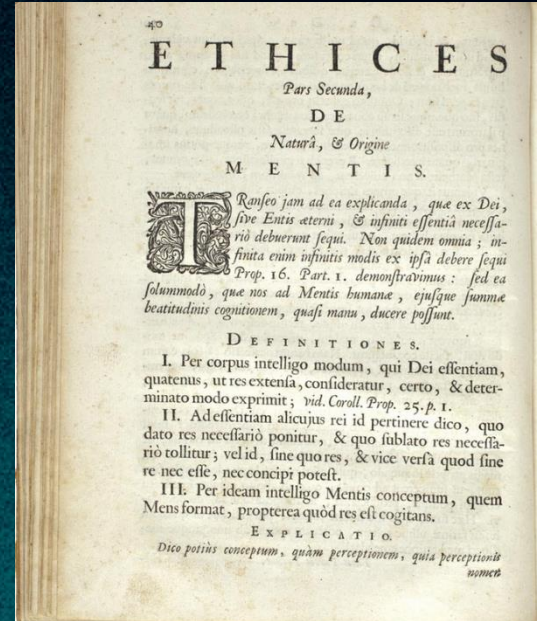 40
ETHICES
Pars Secunda,
DE
Naturâ, & Origine
MENTIS.
TRanseo jam ad ea explicanda, quæ ex Dei,
ſive Entis æterni, & infiniti eſſentiâ neceſſa-
riò debuerunt ſequi. Non quidem omnia; in-
finita enim infinitis modis ex ipſâ debere ſequi
Prop. 16. Part. 1. demonſtravimus: ſed ea
ſolummodò, quæ nos ad Mentis humanæ, ejuſque ſummæ
beatitudinis cognitionem, quaſi manu, ducere poſſunt.
DEFINITIONES.
I. Per corpus intelligo modum, qui Dei eſſentiam,
quatenus, ut res extenſa, conſideratur, certo, & deter-
minato modo exprimit; vid. Coroll. Prop. 25. p. 1.
II. Ad eſſentiam alicujus rei id pertinere dico, quo
dato res neceſſariò ponitur, & quo ſublato res neceſſa-
riò tollitur; vel id, ſine quo res, & vice verſâ quod ſine
re nec eſſe, nec concipi poteſt.
III. Per ideam intelligo Mentis conceptum, quem
Mens format, propterea quòd res eſt cogitans.
EXPLICATIO.
Dico potiùs conceptum, quàm perceptionem, quia perceptionis
nomen